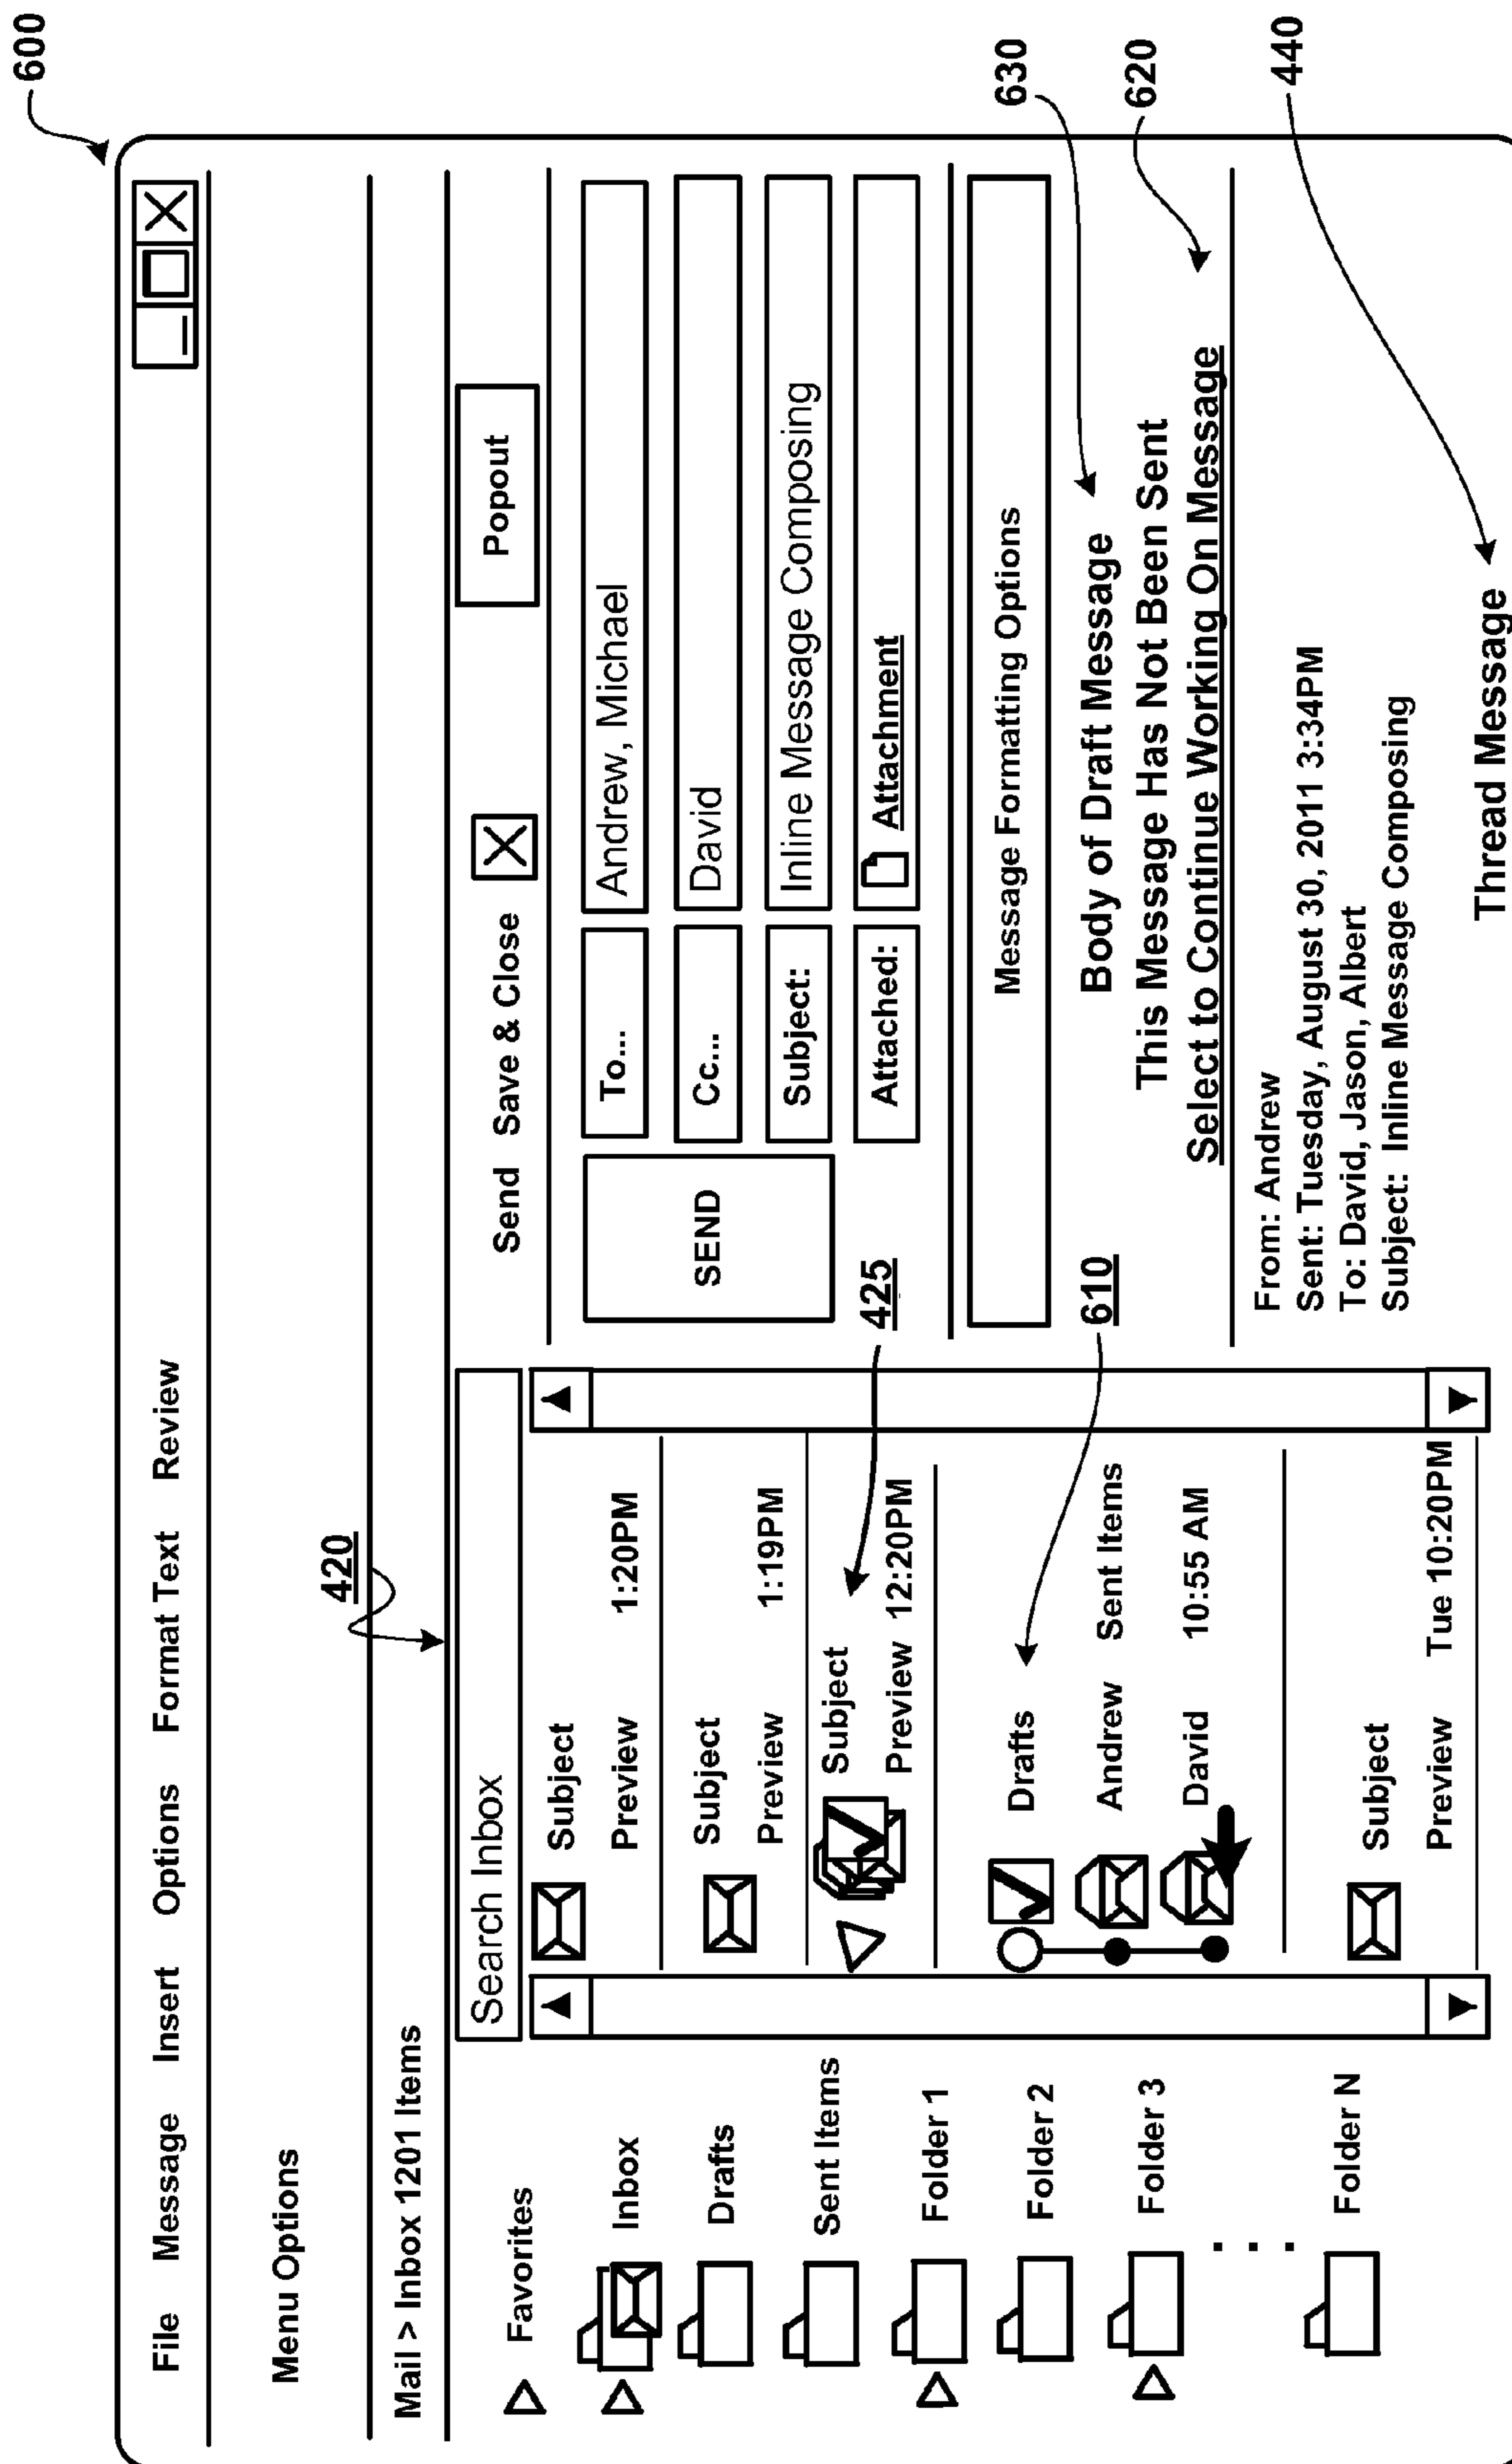 600
File Message Insert Options Format Text Review
Menu Options
420
Mail > Inbox 1201 Items
Favorites
Inbox
Drafts
Sent Items
Folder 1
Folder 2
Folder 3
. . .
Folder N
Search Inbox
Subject
Preview 1:20PM
Subject
Preview 1:19PM
Subject
Preview 12:20PM
425
Drafts
610
Andrew Sent Items
David 10:55 AM
Subject
Preview Tue 10:20PM
Send Save & Close
Popout
SEND
To... Andrew, Michael
Cc... David
Subject: Inline Message Composing
Attached: Attachment
Message Formatting Options
630
Body of Draft Message
This Message Has Not Been Sent
620
Select to Continue Working On Message
From: Andrew
Sent: Tuesday, August 30, 2011 3:34PM
To: David, Jason, Albert
Subject: Inline Message Composing
440
Thread Message